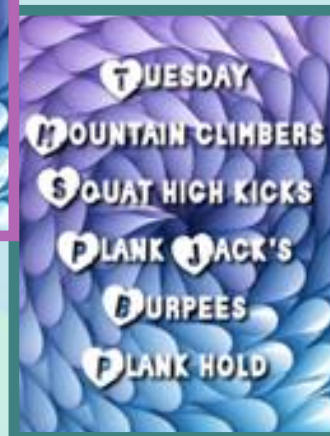 TUESDAY
MOUNTAIN CLIMBERS
SQUAT HIGH KICKS
PLANK JACK'S
BURPEES
PLANK HOLD